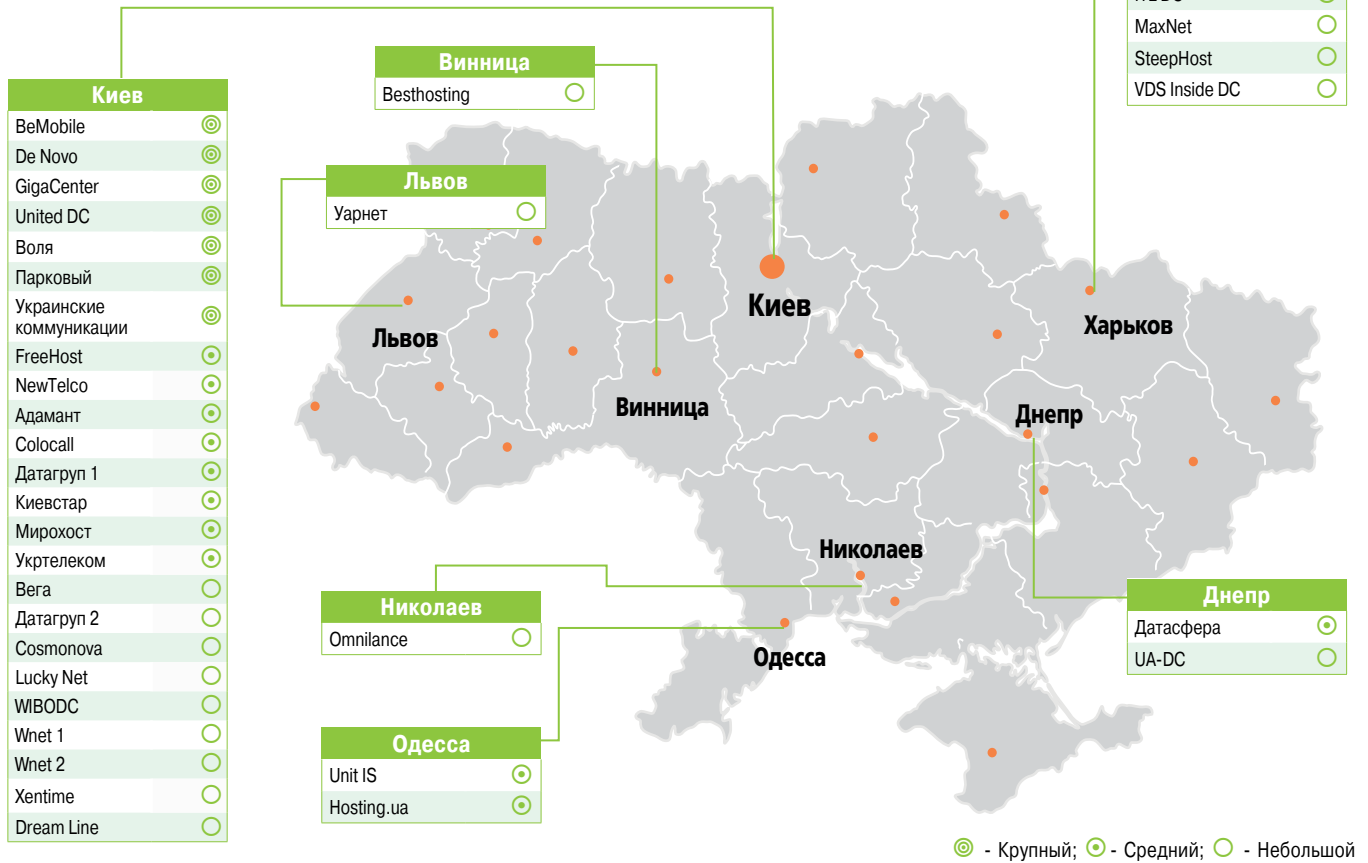 MaxNet
SteepHost
VDS Inside DC
Винница
Besthosting
Киев
BeMobile
De Novo
GigaCenter
United DC
Воля
Парковый
Украинские
коммуникации
FreeHost
NewTelco
Адамант
Colocall
Датагруп 1
Киевстар
Мирохост
Укртелеком
Вега
Датагруп 2
Cosmonova
Lucky Net
WIBODC
Wnet 1
Wnet 2
Xentime
Dream Line
Львов
Уарнет
Киев
Харьков
Львов
Винница
Днепр
Николаев
Одесса
Николаев
Omnilance
Одесса
Unit IS
Hosting.ua
Днепр
Датасфера
UA-DC
- Крупный; - Средний; - Небольшой